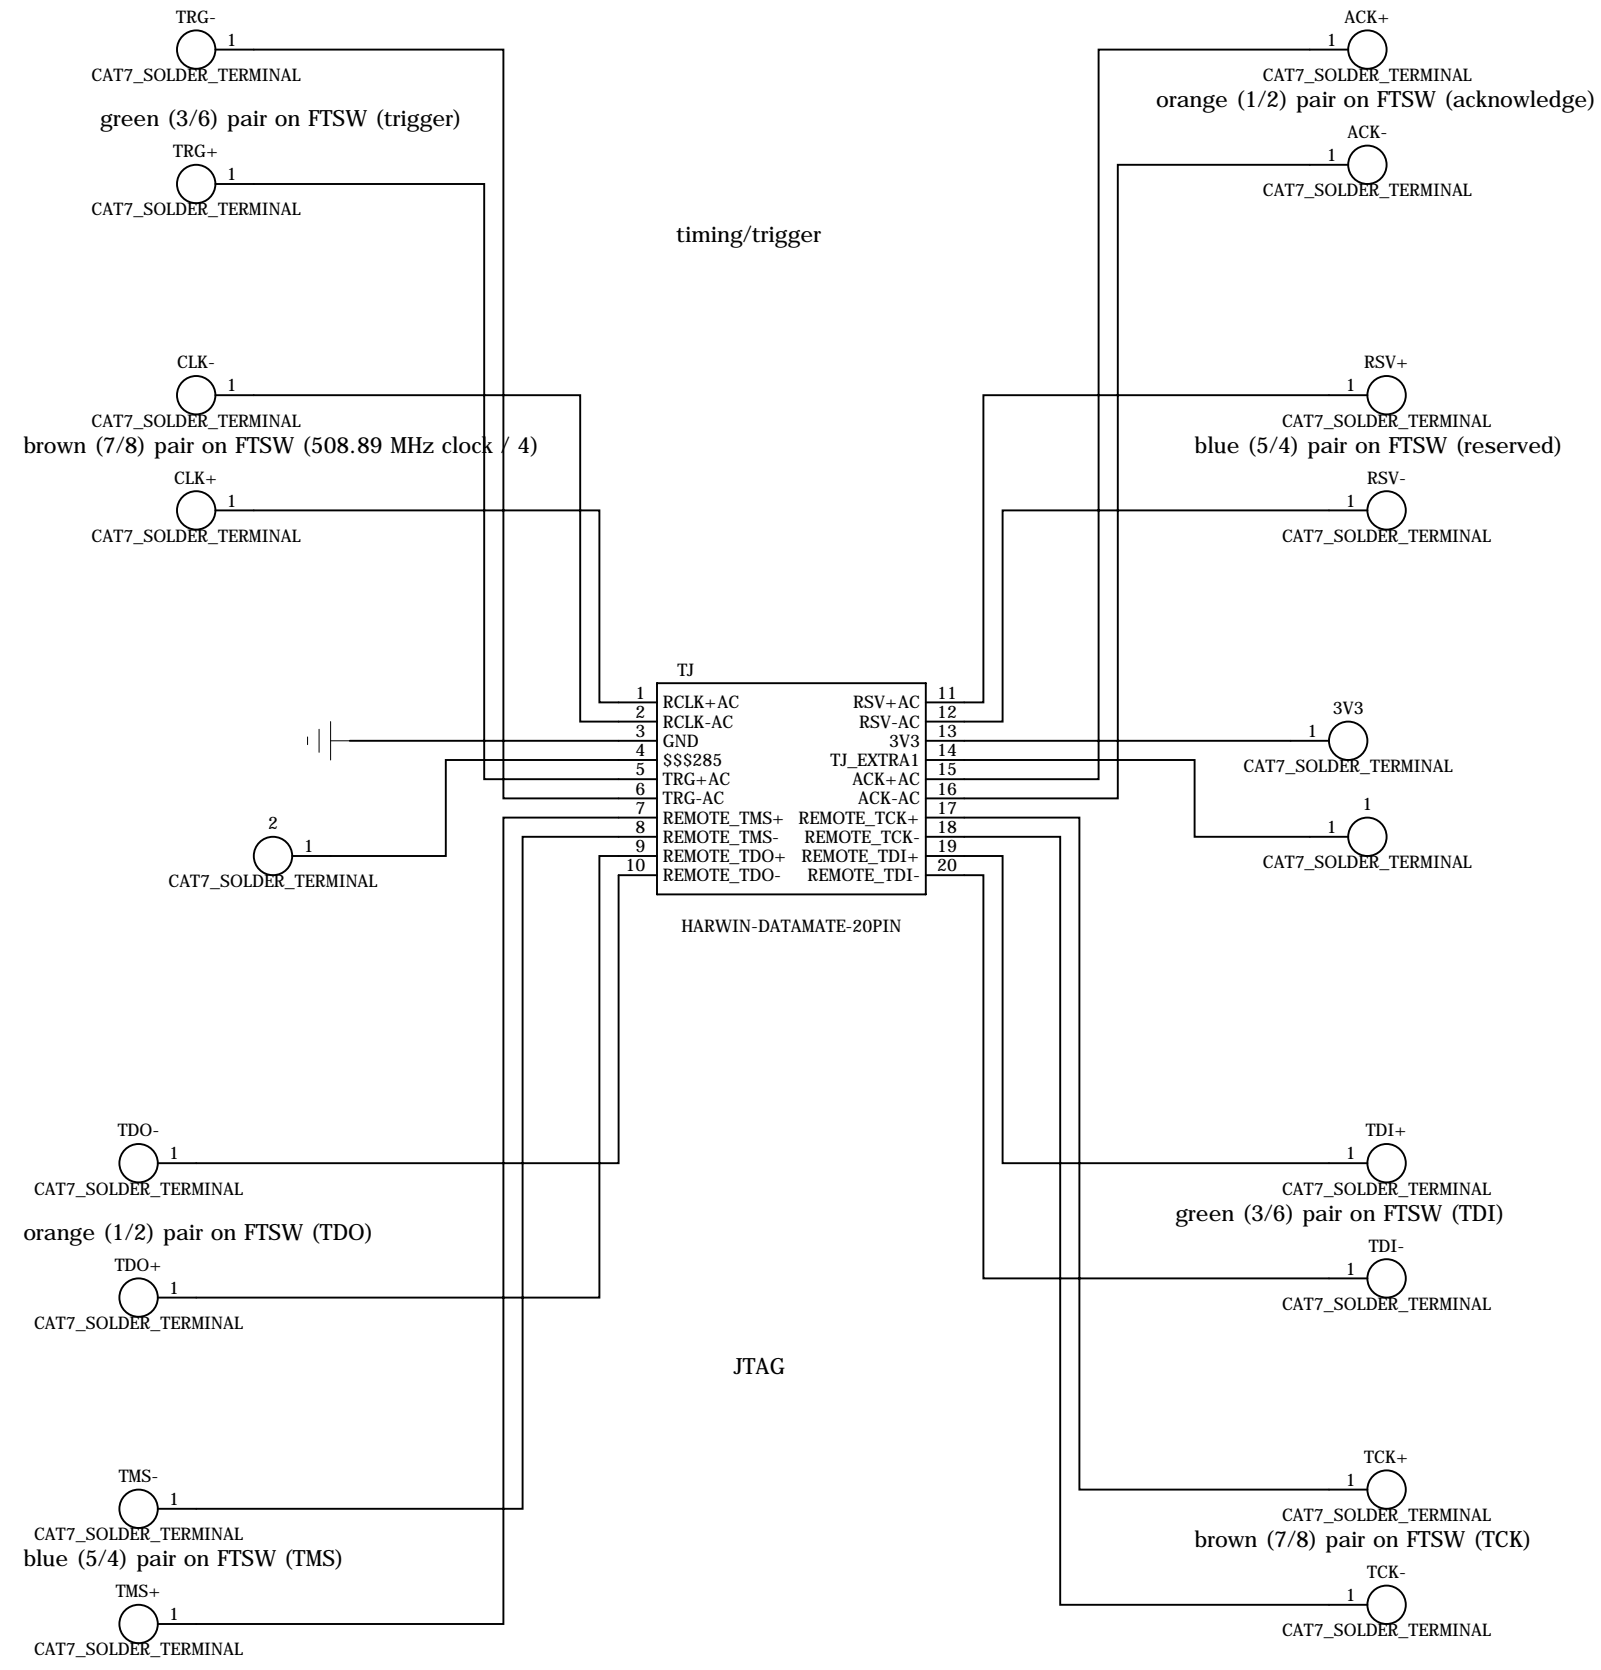 TRG-
1
CAT7_SOLDER_TERMINAL
green (3/6) pair on FTSW (trigger)
TRG+
1
CAT7_SOLDER_TERMINAL
ACK+
1
CAT7_SOLDER_TERMINAL
orange (1/2) pair on FTSW (acknowledge)
ACK-
1
CAT7_SOLDER_TERMINAL
timing/trigger
CLK-
1
CAT7_SOLDER_TERMINAL
brown (7/8) pair on FTSW (508.89 MHz clock / 4)
CLK+
1
CAT7_SOLDER_TERMINAL
RSV+
1
CAT7_SOLDER_TERMINAL
blue (5/4) pair on FTSW (reserved)
RSV-
1
CAT7_SOLDER_TERMINAL
TJ
1 RCLK+AC RSV+AC 11
2 RCLK-AC RSV-AC 12
3 GND 3V3 13
4 $$$285 TJ_EXTRA1 14
5 TRG+AC ACK+AC 15
6 TRG-AC ACK-AC 16
7 REMOTE_TMS+ REMOTE_TCK+ 17
8 REMOTE_TMS- REMOTE_TCK- 18
9 REMOTE_TDO+ REMOTE_TDI+ 19
10 REMOTE_TDO- REMOTE_TDI- 20
HARWIN-DATAMATE-20PIN
2
1
CAT7_SOLDER_TERMINAL
3V3
1
CAT7_SOLDER_TERMINAL
1
1
CAT7_SOLDER_TERMINAL
TDO-
1
CAT7_SOLDER_TERMINAL
orange (1/2) pair on FTSW (TDO)
TDO+
1
CAT7_SOLDER_TERMINAL
TDI+
1
CAT7_SOLDER_TERMINAL
green (3/6) pair on FTSW (TDI)
TDI-
1
CAT7_SOLDER_TERMINAL
JTAG
TMS-
1
CAT7_SOLDER_TERMINAL
blue (5/4) pair on FTSW (TMS)
TMS+
1
CAT7_SOLDER_TERMINAL
TCK+
1
CAT7_SOLDER_TERMINAL
brown (7/8) pair on FTSW (TCK)
TCK-
1
CAT7_SOLDER_TERMINAL